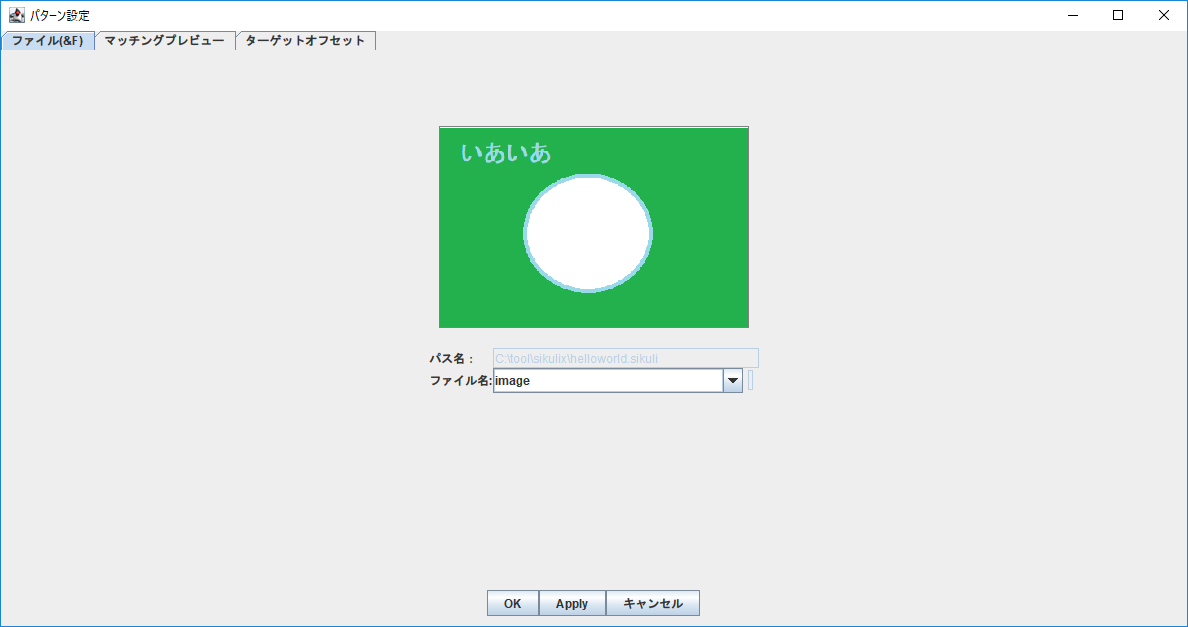 パターン設定
ファイル(&F) マッチングプレビュー ターゲットオフセット
いあいあ
パス名: C:\tool\sikulix\helloworld.sikuli
ファイル名: image
OK Apply キャンセル